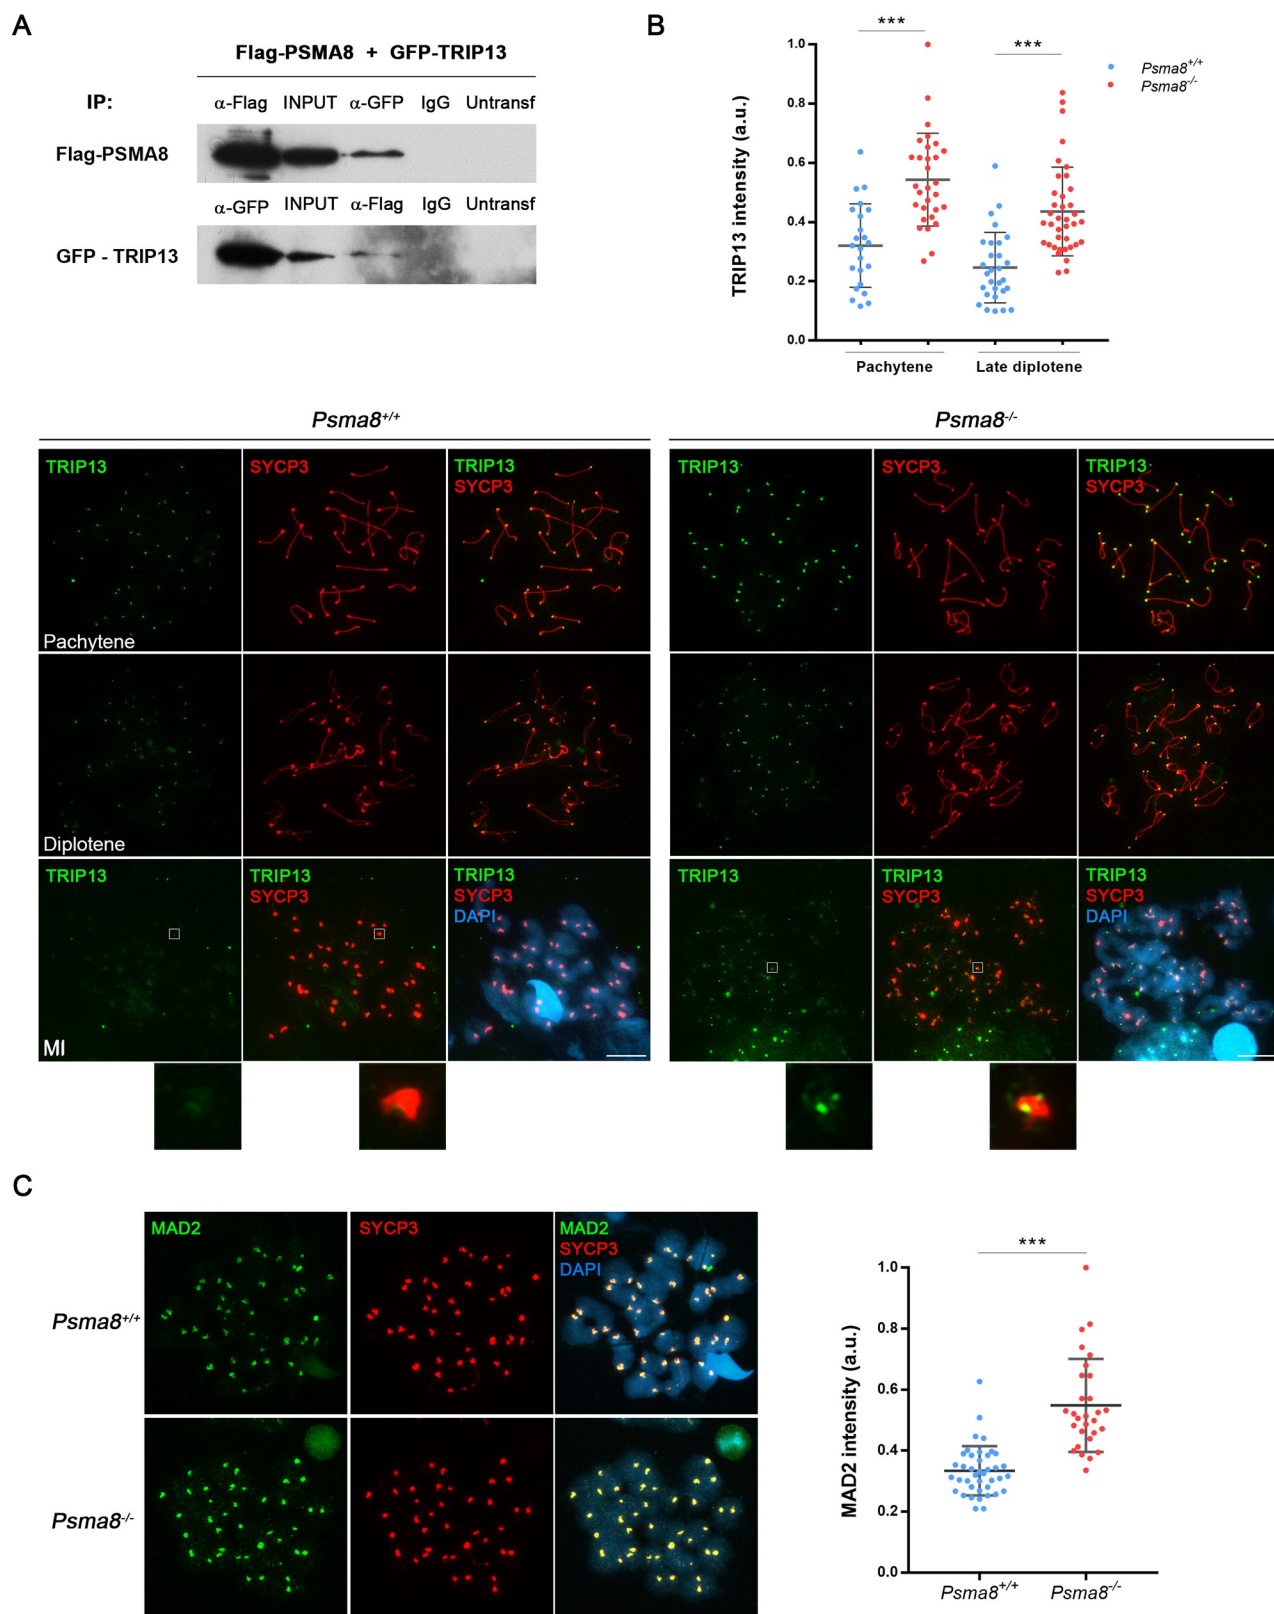 A
Flag-PSMA8 + GFP-TRIP13
IP:
α-Flag INPUT α-GFP IgG Untransf
Flag-PSMA8
α-GFP INPUT α-Flag IgG Untransf
GFP - TRIP13
B
***
***
Psma8+/+
Psma8-/-
TRIP13 intensity (a.u.)
1.0
0.8
0.6
0.4
0.2
0.0
Pachytene Late diplotene
Psma8+/+
Psma8-/-
TRIP13
SYCP3
TRIP13
SYCP3
Pachytene
TRIP13
SYCP3
TRIP13
SYCP3
Diplotene
TRIP13
TRIP13
SYCP3
TRIP13
SYCP3
DAPI
MI
TRIP13
TRIP13
SYCP3
TRIP13
SYCP3
DAPI
C
MAD2
SYCP3
MAD2
SYCP3
DAPI
Psma8+/+
Psma8-/-
***
MAD2 intensity (a.u.)
1.0
0.8
0.6
0.4
0.2
0.0
Psma8+/+ Psma8-/-